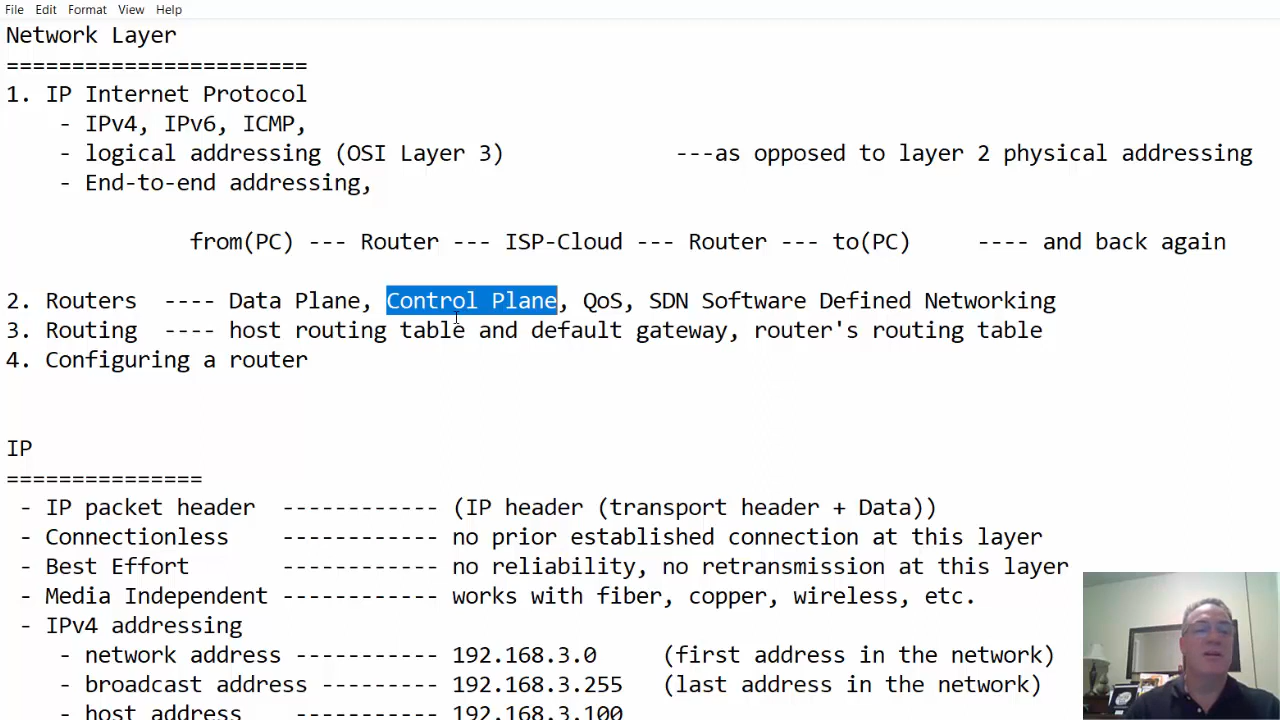 File Edit Format View Help
Network Layer
=======================
1. IP Internet Protocol
- IPv4, IPv6, ICMP,
- logical addressing (OSI Layer 3) ---as opposed to layer 2 physical addressing
- End-to-end addressing,
from(PC) --- Router --- ISP-Cloud --- Router --- to(PC) ---- and back again
2. Routers ---- Data Plane, Control Plane, QoS, SDN Software Defined Networking
3. Routing ---- host routing table and default gateway, router's routing table
4. Configuring a router
IP
===============
- IP packet header ------------ (IP header (transport header + Data))
- Connectionless ------------ no prior established connection at this layer
- Best Effort ------------ no reliability, no retransmission at this layer
- Media Independent ------------ works with fiber, copper, wireless, etc.
- IPv4 addressing
- network address ----------- 192.168.3.0 (first address in the network)
- broadcast address --------- 192.168.3.255 (last address in the network)
- host address ----------- 192.168.3.100